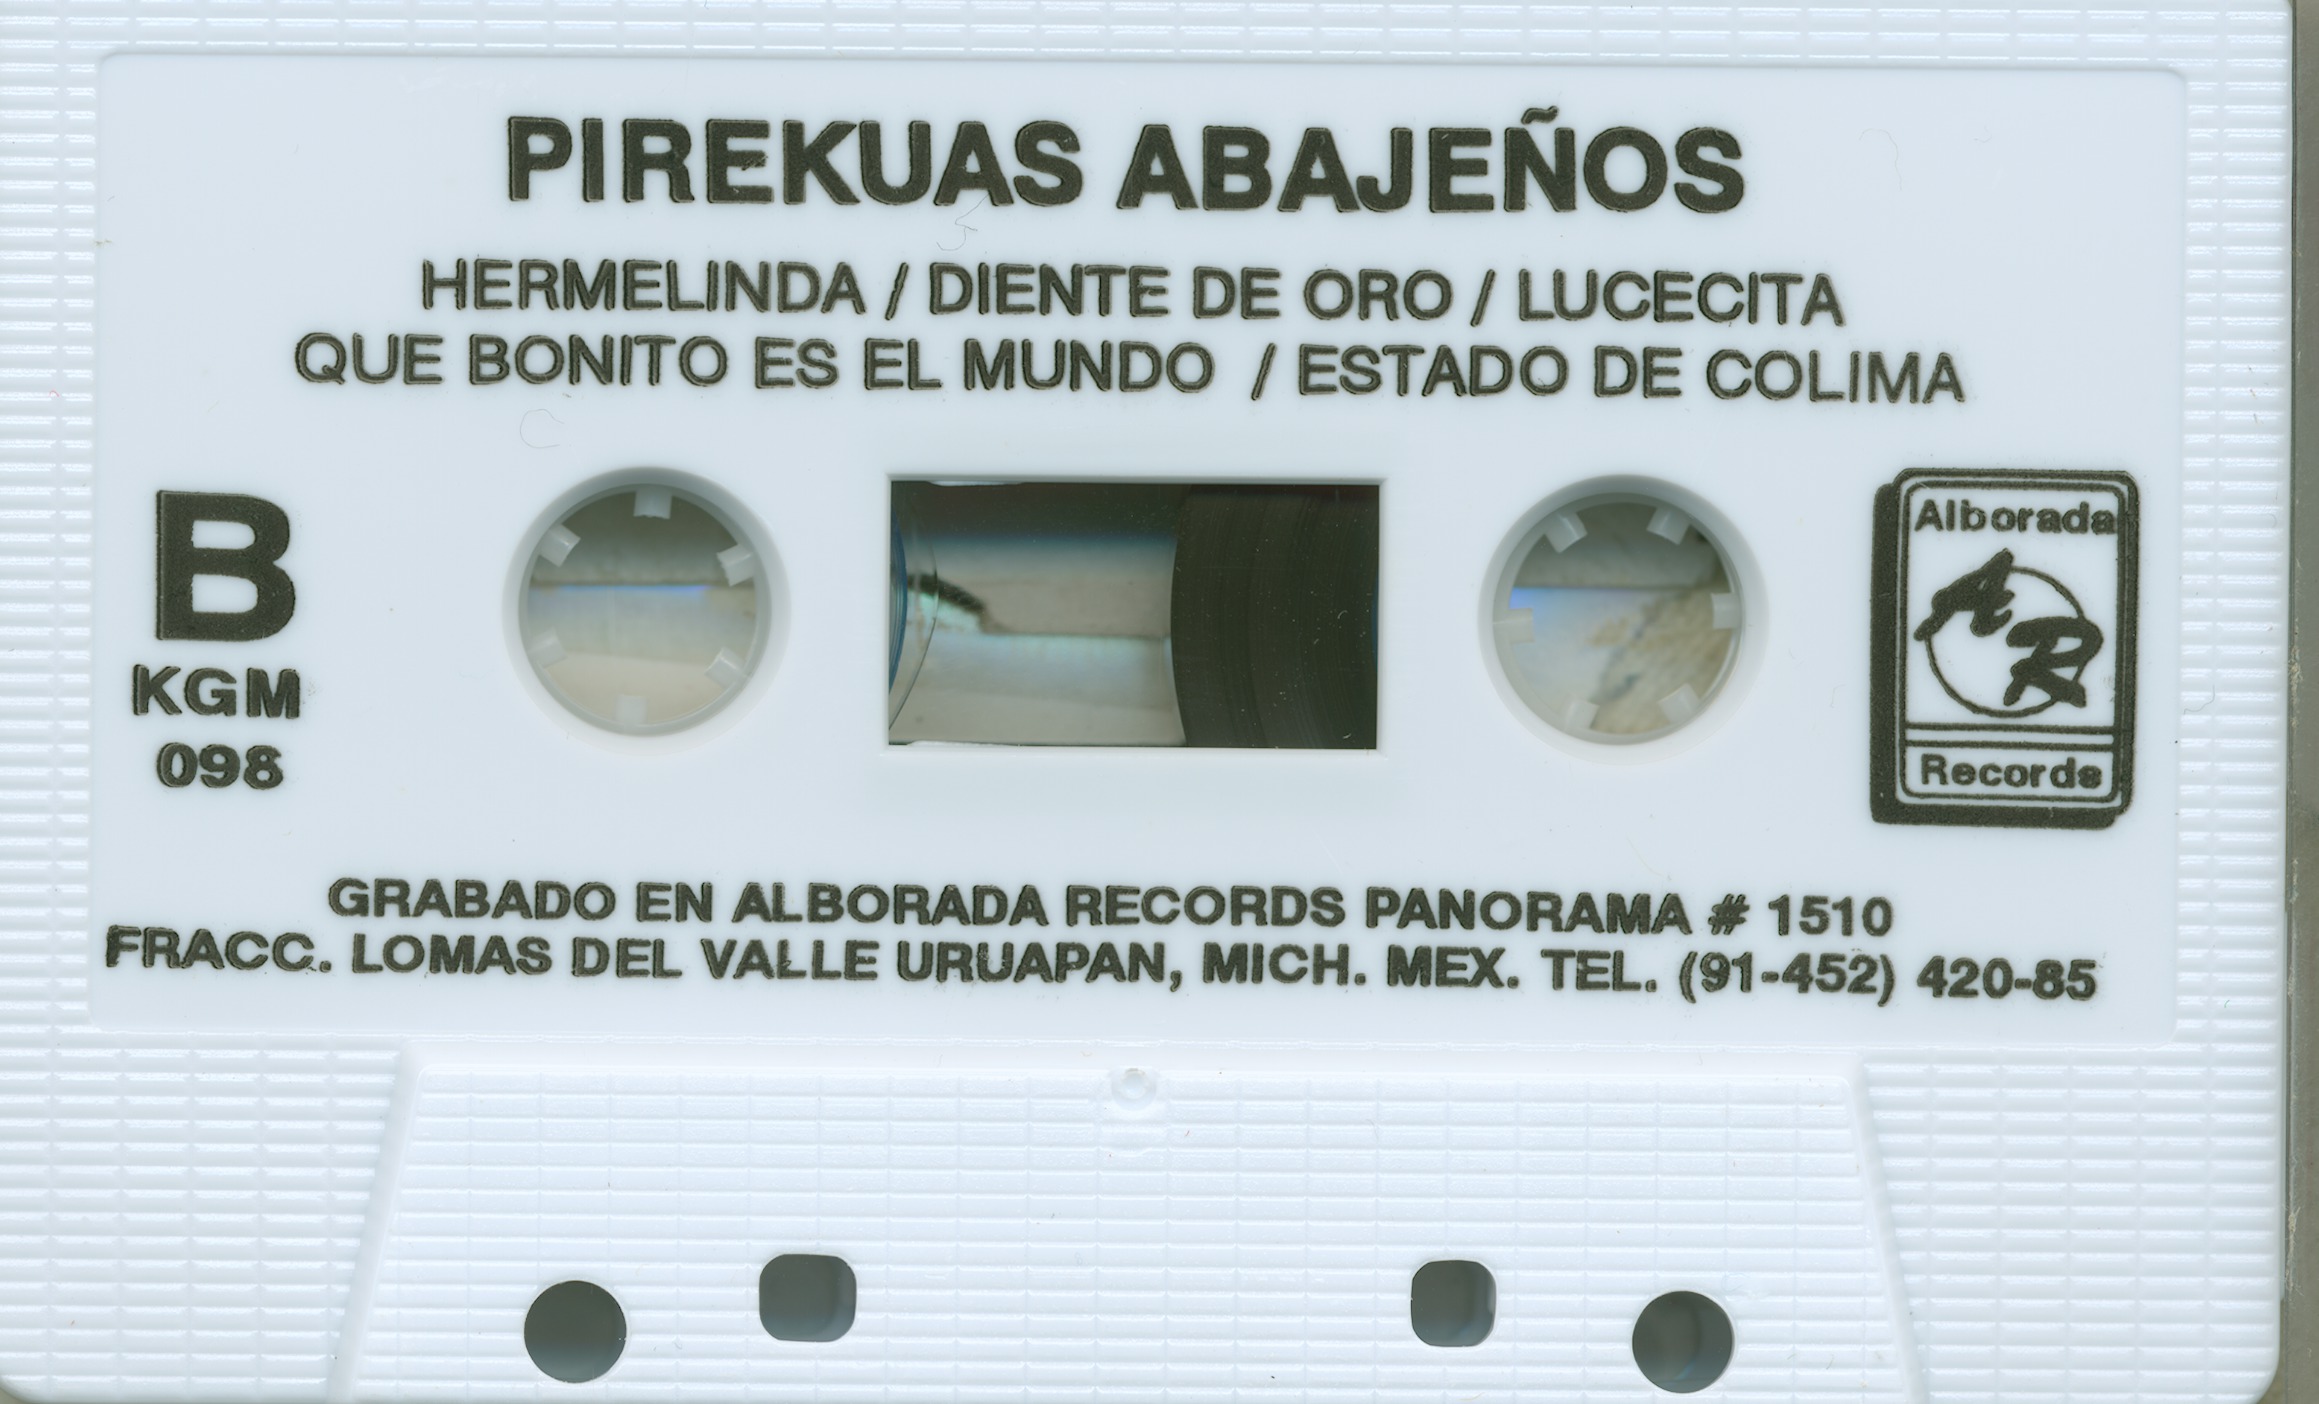 PIREKUAS ABAJEÑOS
HERMELINDA / DIENTE DE ORO / LUCECITA
QUE BONITO ES EL MUNDO / ESTADO DE COLIMA
B
KGM
098
Alborada
AR
Records
GRABADO EN ALBORADA RECORDS PANORAMA # 1510
FRACC. LOMAS DEL VALLE URUAPAN, MICH. MEX. TEL. (91-452) 420-85